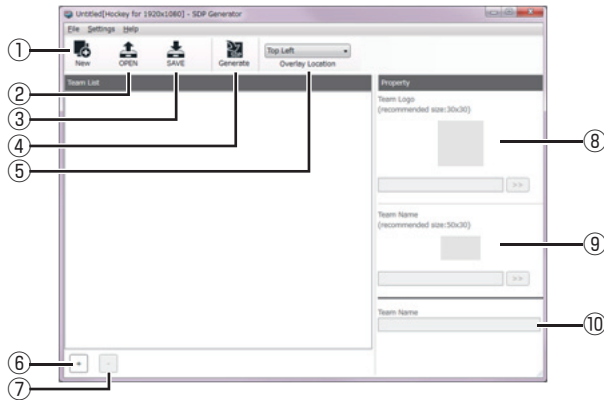 Untitled[Hockey for 1920x1080] - SDP Generator
File Settings Help
①
New
OPEN
SAVE
Generate
Top Left
Overlay Location
②
③
④
⑤
Team List
Property
Team Logo
(recommended size:30x30)
⑧
>>
Team Name
(recommended size:50x30)
⑨
>>
Team Name
⑩
⑥
+
-
⑦